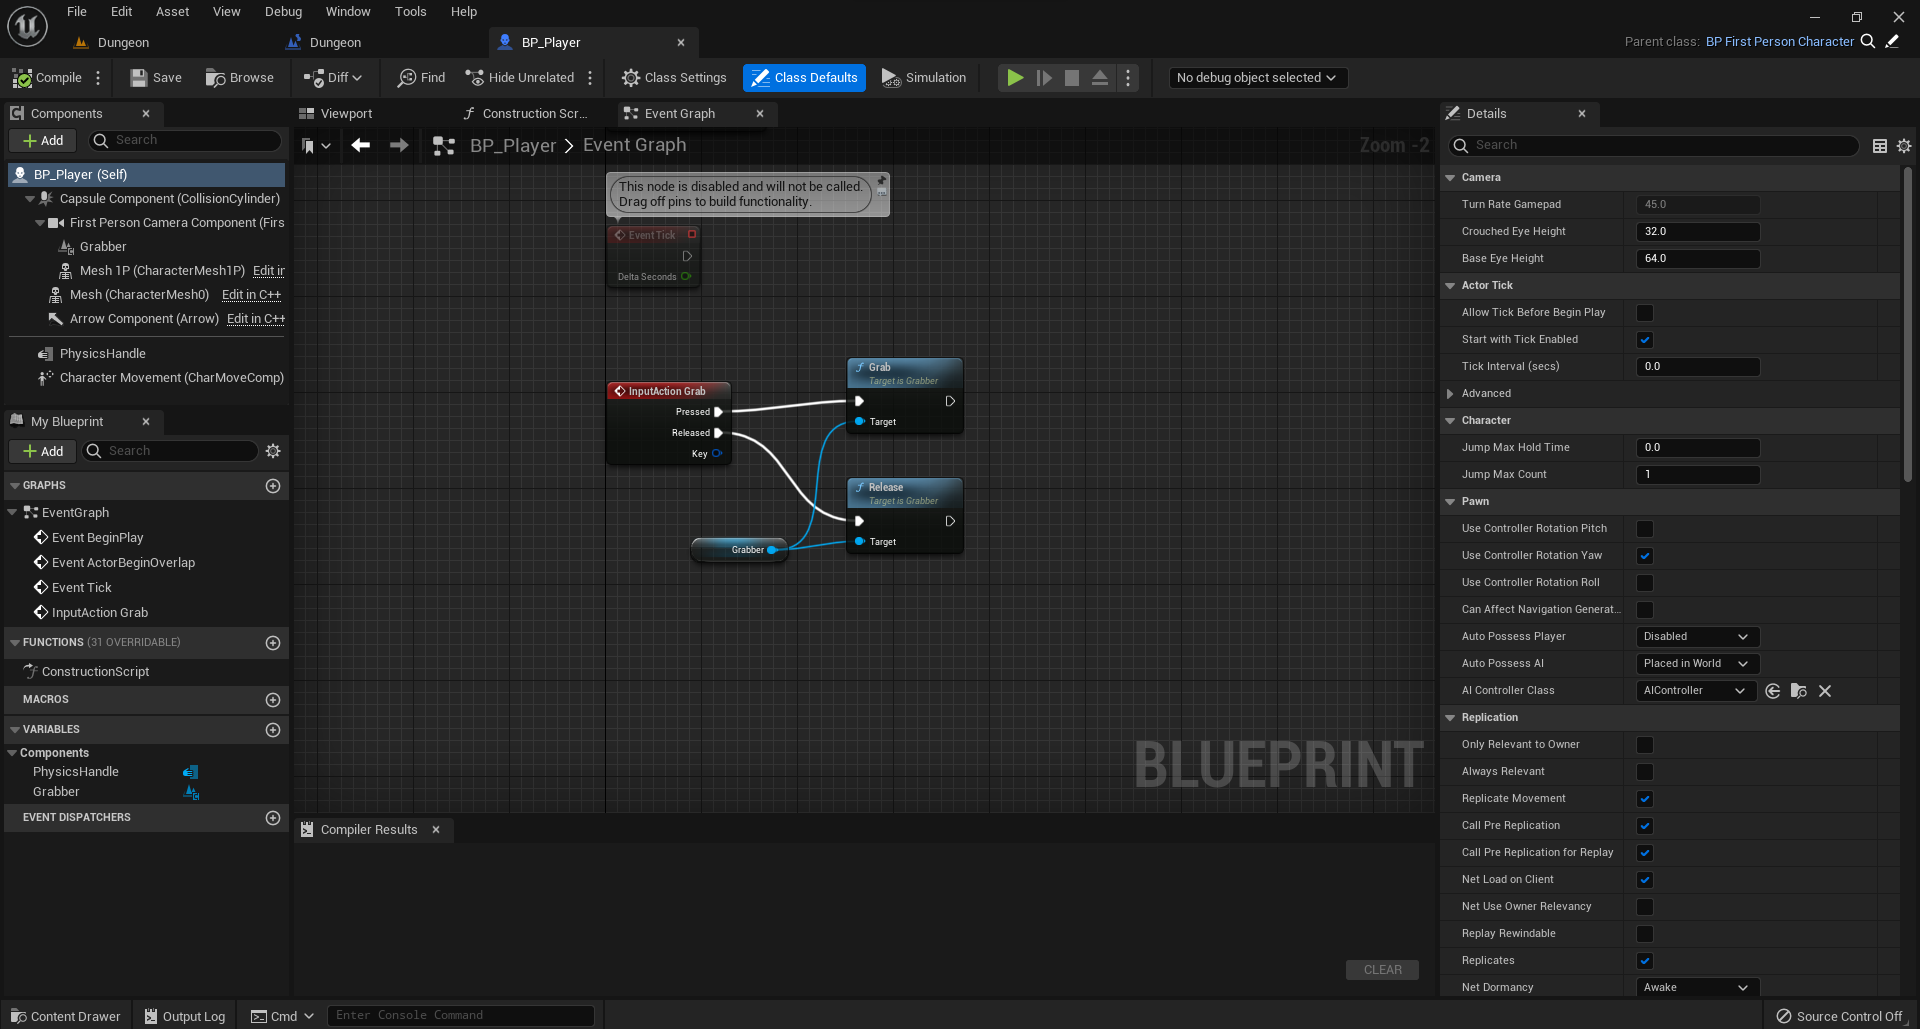 File Edit Asset View Debug Window Tools Help
Dungeon Dungeon BP_Player
Parent class: BP First Person Character
Compile Save Browse Diff Find Hide Unrelated Class Settings Class Defaults Simulation No debug object selected
Components
Add Search
BP_Player (Self)
Capsule Component (CollisionCylinder)
First Person Camera Component (Firs
Grabber
Mesh 1P (CharacterMesh1P) Edit in
Mesh (CharacterMesh0) Edit in C++
Arrow Component (Arrow) Edit in C++
PhysicsHandle
Character Movement (CharMoveComp)
My Blueprint
Add Search
GRAPHS
EventGraph
Event BeginPlay
Event ActorBeginOverlap
Event Tick
InputAction Grab
FUNCTIONS (31 OVERRIDABLE)
ConstructionScript
MACROS
VARIABLES
Components
PhysicsHandle
Grabber
EVENT DISPATCHERS
Viewport Construction Scr... Event Graph
BP_Player > Event Graph
Zoom -2
This node is disabled and will not be called.
Drag off pins to build functionality.
Event Tick
Delta Seconds
InputAction Grab
Pressed
Released
Key
Grab
Target is Grabber
Target
Release
Target is Grabber
Target
Grabber
BLUEPRINT
Compiler Results
CLEAR
Details
Search
Camera
Turn Rate Gamepad 45.0
Crouched Eye Height 32.0
Base Eye Height 64.0
Actor Tick
Allow Tick Before Begin Play
Start with Tick Enabled
Tick Interval (secs) 0.0
Advanced
Character
Jump Max Hold Time 0.0
Jump Max Count 1
Pawn
Use Controller Rotation Pitch
Use Controller Rotation Yaw
Use Controller Rotation Roll
Can Affect Navigation Generat...
Auto Possess Player Disabled
Auto Possess AI Placed in World
AI Controller Class AIController
Replication
Only Relevant to Owner
Always Relevant
Replicate Movement
Call Pre Replication
Call Pre Replication for Replay
Net Load on Client
Net Use Owner Relevancy
Replay Rewindable
Replicates
Net Dormancy Awake
Content Drawer Output Log Cmd Enter Console Command
Source Control Off